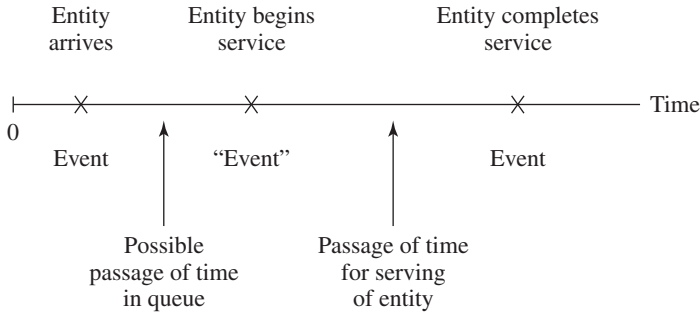 Entity
arrives
Entity begins
service
Entity completes
service
Time
0
Event
“Event”
Event
Possible
passage of time
in queue
Passage of time
for serving
of entity